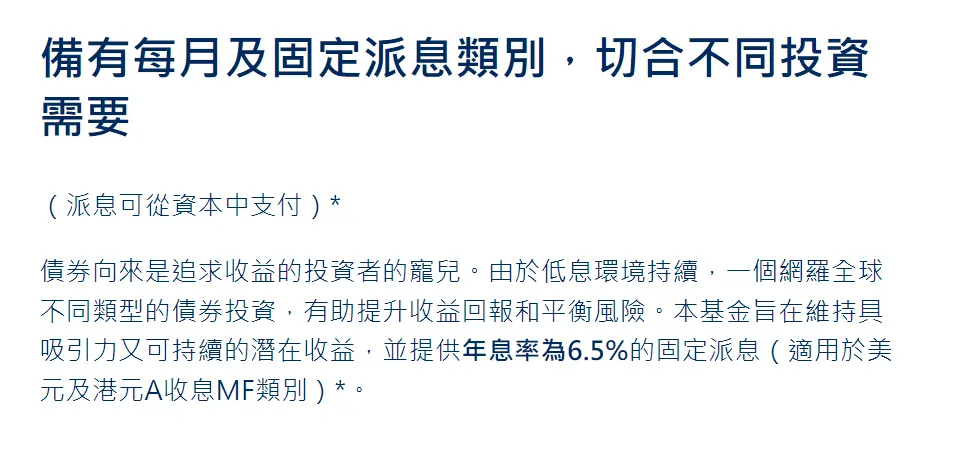 備有每月及固定派息類別，切合不同投資
需要
（派息可從資本中支付）*
債券向來是追求收益的投資者的寵兒。由於低息環境持續，一個網羅全球
不同類型的債券投資，有助提升收益回報和平衡風險。本基金旨在維持具
吸引力又可持續的潛在收益，並提供年息率為6.5%的固定派息（適用於美
元及港元A收息MF類別）*。